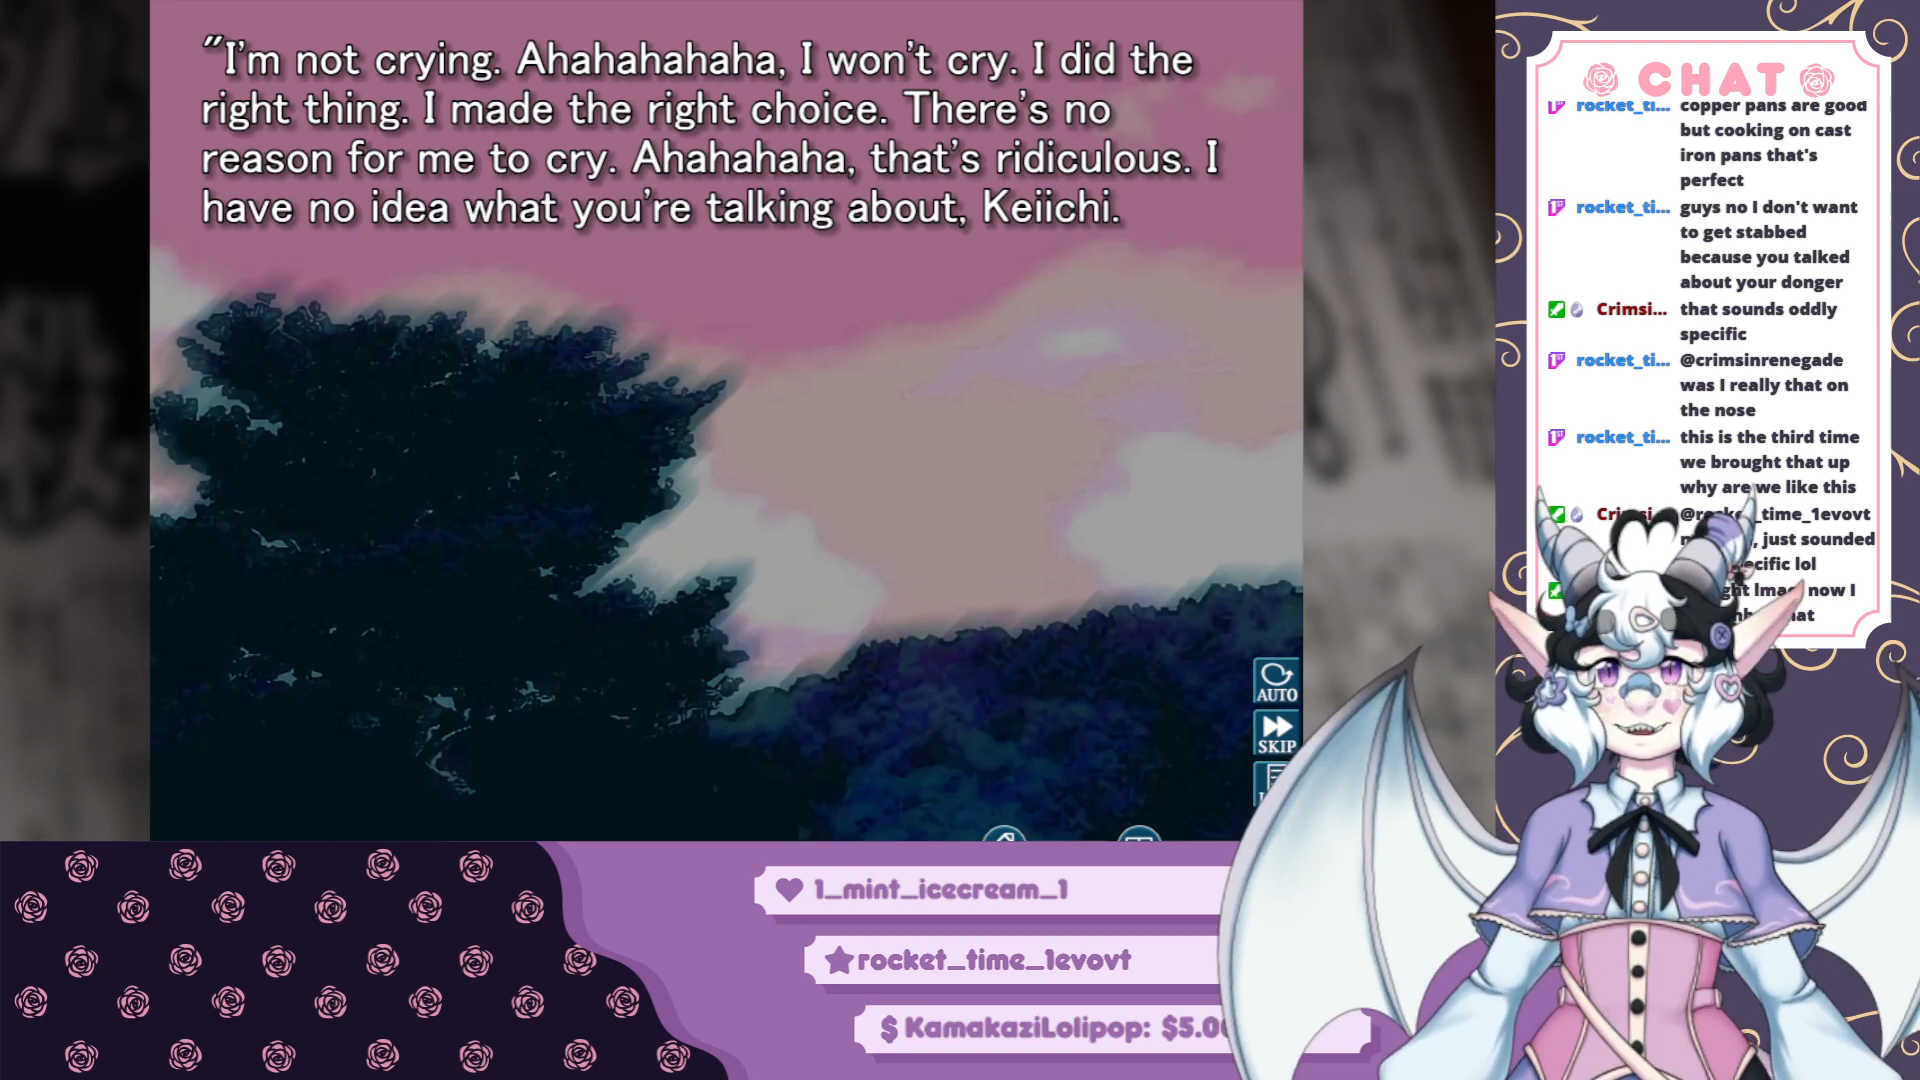 "I'm not crying. Ahahahahaha, I won't cry. I did the
right thing. I made the right choice. There's no
reason for me to cry. Ahahahaha, that's ridiculous. I
have no idea what you're talking about, Keiichi.
AUTO
SKIP
CHAT
rocket_ti... copper pans are good
but cooking on cast
iron pans that's
perfect
rocket_ti... guys no I don't want
to get stabbed
because you talked
about your donger
Crimsi... that sounds oddly
specific
rocket_ti... @crimsinrenegade
was I really that on
the nose
rocket_ti... this is the third time
we brought that up
why are we like this
just sounded
lol
now I
1_mint_icecream_1
rocket_time_1evovt
$ KamakaziLolipop: